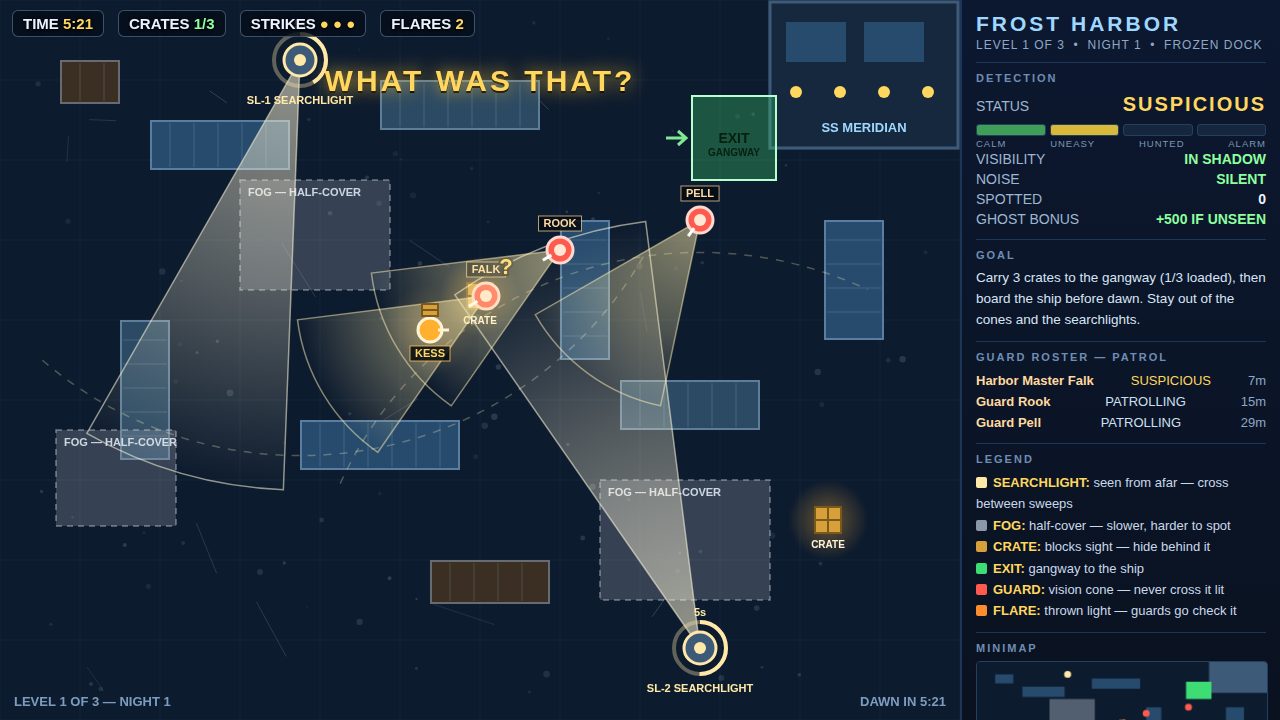 TIME 5:21
CRATES 1/3
STRIKES ● ● ●
FLARES 2
WHAT WAS THAT?
SL-1 SEARCHLIGHT
SS MERIDIAN
EXIT
GANGWAY
FOG — HALF-COVER
PELL
ROOK
FALK ?
CRATE
KESS
FOG — HALF-COVER
FOG — HALF-COVER
CRATE
5s
SL-2 SEARCHLIGHT
LEVEL 1 OF 3 — NIGHT 1
DAWN IN 5:21
FROST HARBOR
LEVEL 1 OF 3 • NIGHT 1 • FROZEN DOCK
DETECTION
STATUS SUSPICIOUS
CALM UNEASY HUNTED ALARM
VISIBILITY IN SHADOW
NOISE SILENT
SPOTTED 0
GHOST BONUS +500 IF UNSEEN
GOAL
Carry 3 crates to the gangway (1/3 loaded), then
board the ship before dawn. Stay out of the
cones and the searchlights.
GUARD ROSTER — PATROL
Harbor Master Falk SUSPICIOUS 7m
Guard Rook PATROLLING 15m
Guard Pell PATROLLING 29m
LEGEND
SEARCHLIGHT: seen from afar — cross
between sweeps
FOG: half-cover — slower, harder to spot
CRATE: blocks sight — hide behind it
EXIT: gangway to the ship
GUARD: vision cone — never cross it lit
FLARE: thrown light — guards go check it
MINIMAP